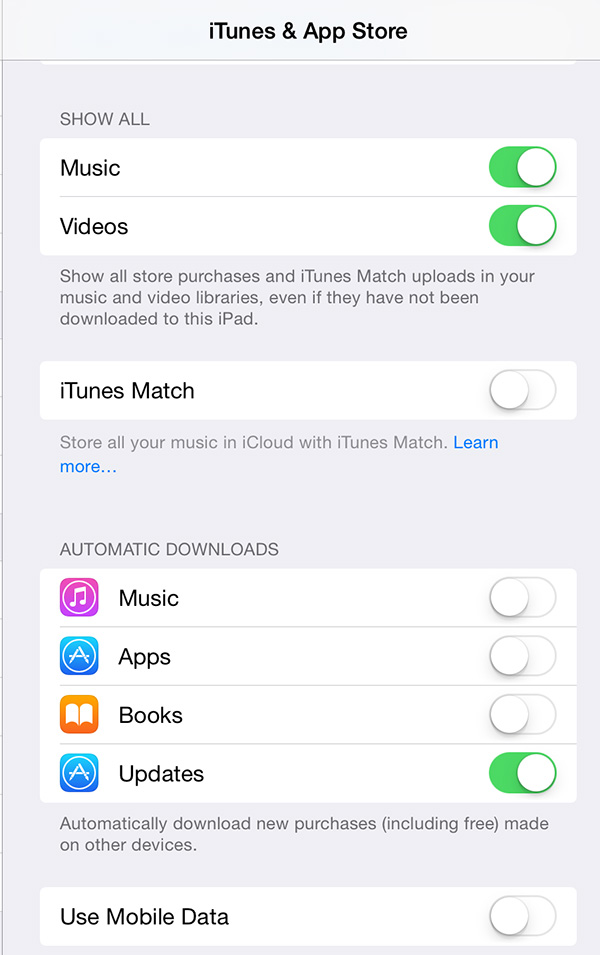 iTunes & App Store
SHOW ALL
Music
Videos
Show all store purchases and iTunes Match uploads in your
music and video libraries, even if they have not been
downloaded to this iPad.
iTunes Match
Store all your music in iCloud with iTunes Match. Learn
more...
AUTOMATIC DOWNLOADS
Music
Apps
Books
Updates
Automatically download new purchases (including free) made
on other devices.
Use Mobile Data